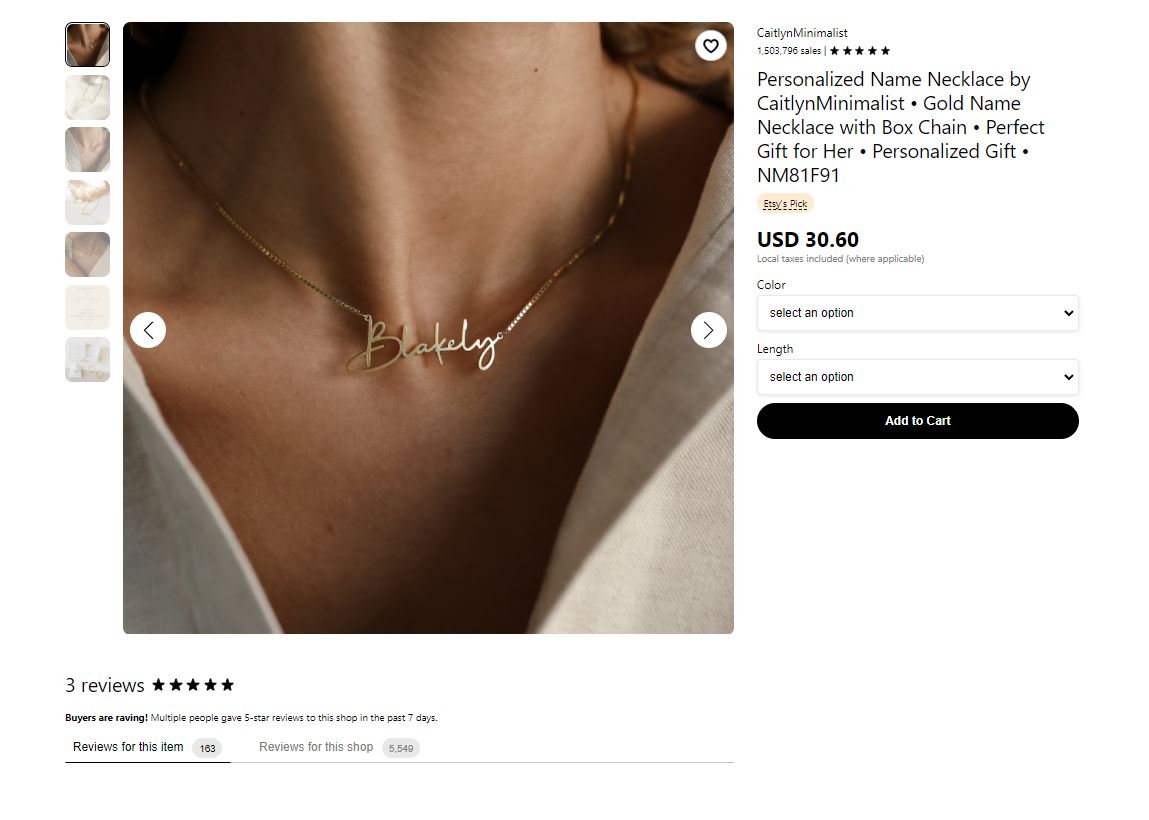 CaitlynMinimalist
1,503,796 sales |
Personalized Name Necklace by
CaitlynMinimalist • Gold Name
Necklace with Box Chain • Perfect
Gift for Her • Personalized Gift •
NM81F91
Etsy's Pick
USD 30.60
Local taxes included (where applicable)
Color
select an option
Length
select an option
Add to Cart
Blakely
3 reviews
Buyers are raving! Multiple people gave 5-star reviews to this shop in the past 7 days.
Reviews for this item 163 Reviews for this shop 5,549